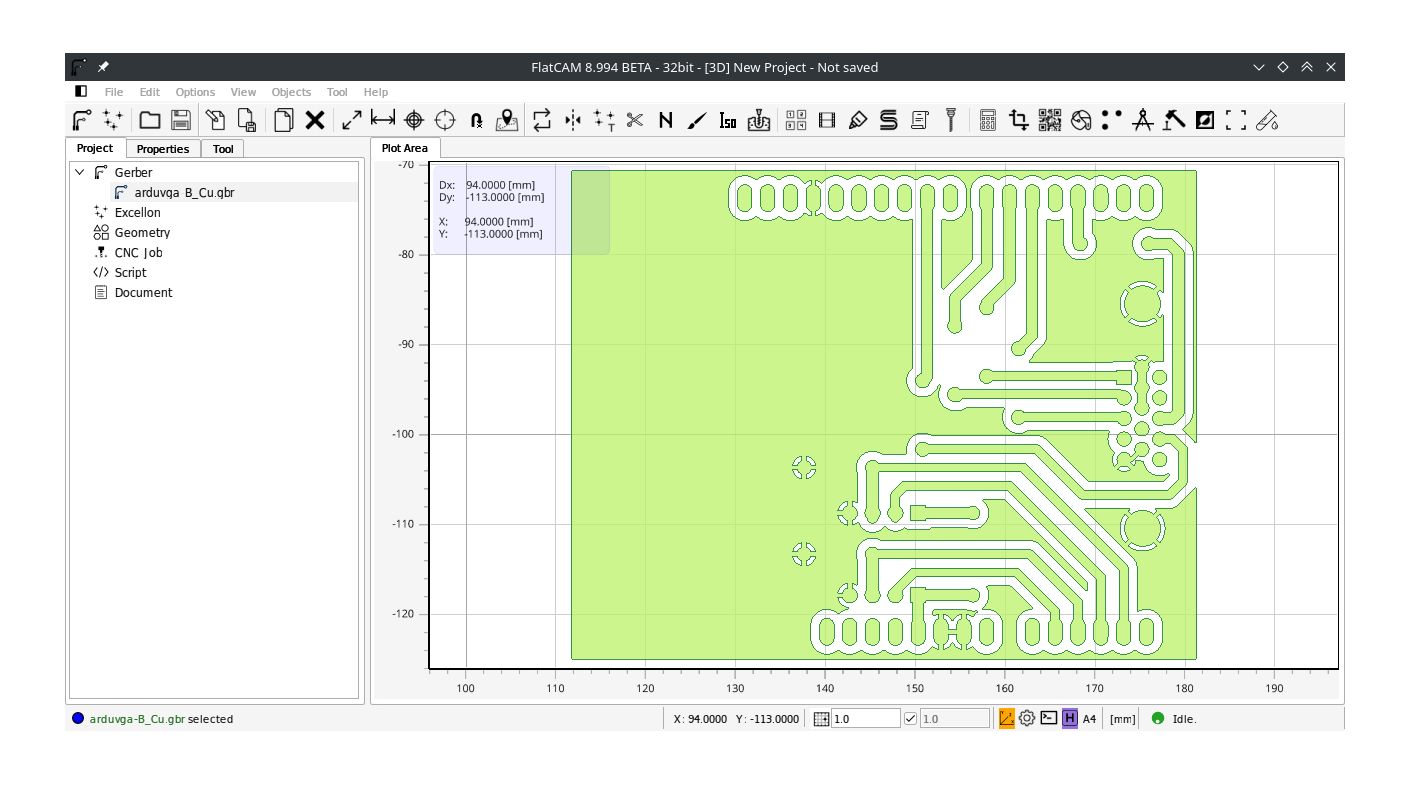 FlatCAM 8.994 BETA - 32bit - [3D] New Project - Not saved
File Edit Options View Objects Tool Help
Iso
Project Properties Tool
Plot Area
Gerber
arduvga B_Cu.gbr
Excellon
Geometry
CNC Job
Script
Document
Dx: 94.0000 [mm]
Dy: -113.0000 [mm]
X: 94.0000 [mm]
Y: -113.0000 [mm]
-70
-80
-90
-100
-110
-120
100 110 120 130 140 150 160 170 180 190
arduvga-B_Cu.gbr selected
X: 94.0000 Y: -113.0000 1.0 1.0 H A4 [mm] Idle.